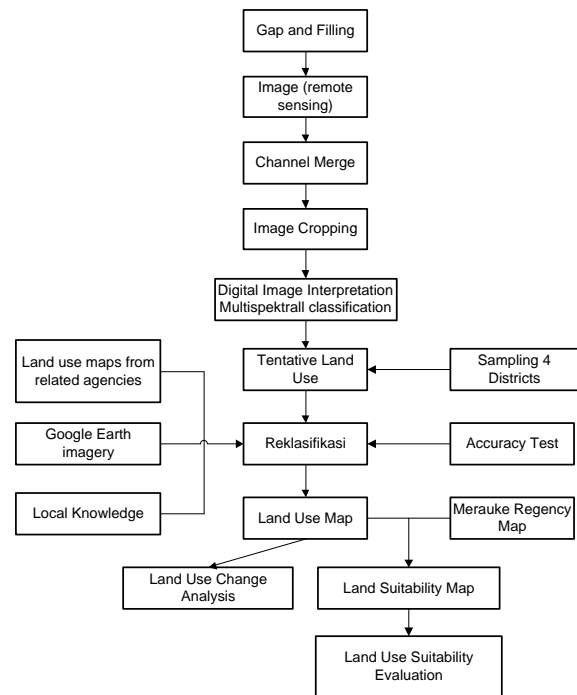 Gap and Filling
Image (remote
sensing)
Channel Merge
Image Cropping
Digital Image Interpretation
Multispektrall classification
Land use maps from
related agencies
Tentative Land
Use
Sampling 4
Districts
Google Earth
imagery
Reklasifikasi
Accuracy Test
Local Knowledge
Land Use Map
Merauke Regency
Map
Land Use Change
Analysis
Land Suitability Map
Land Use Suitability
Evaluation